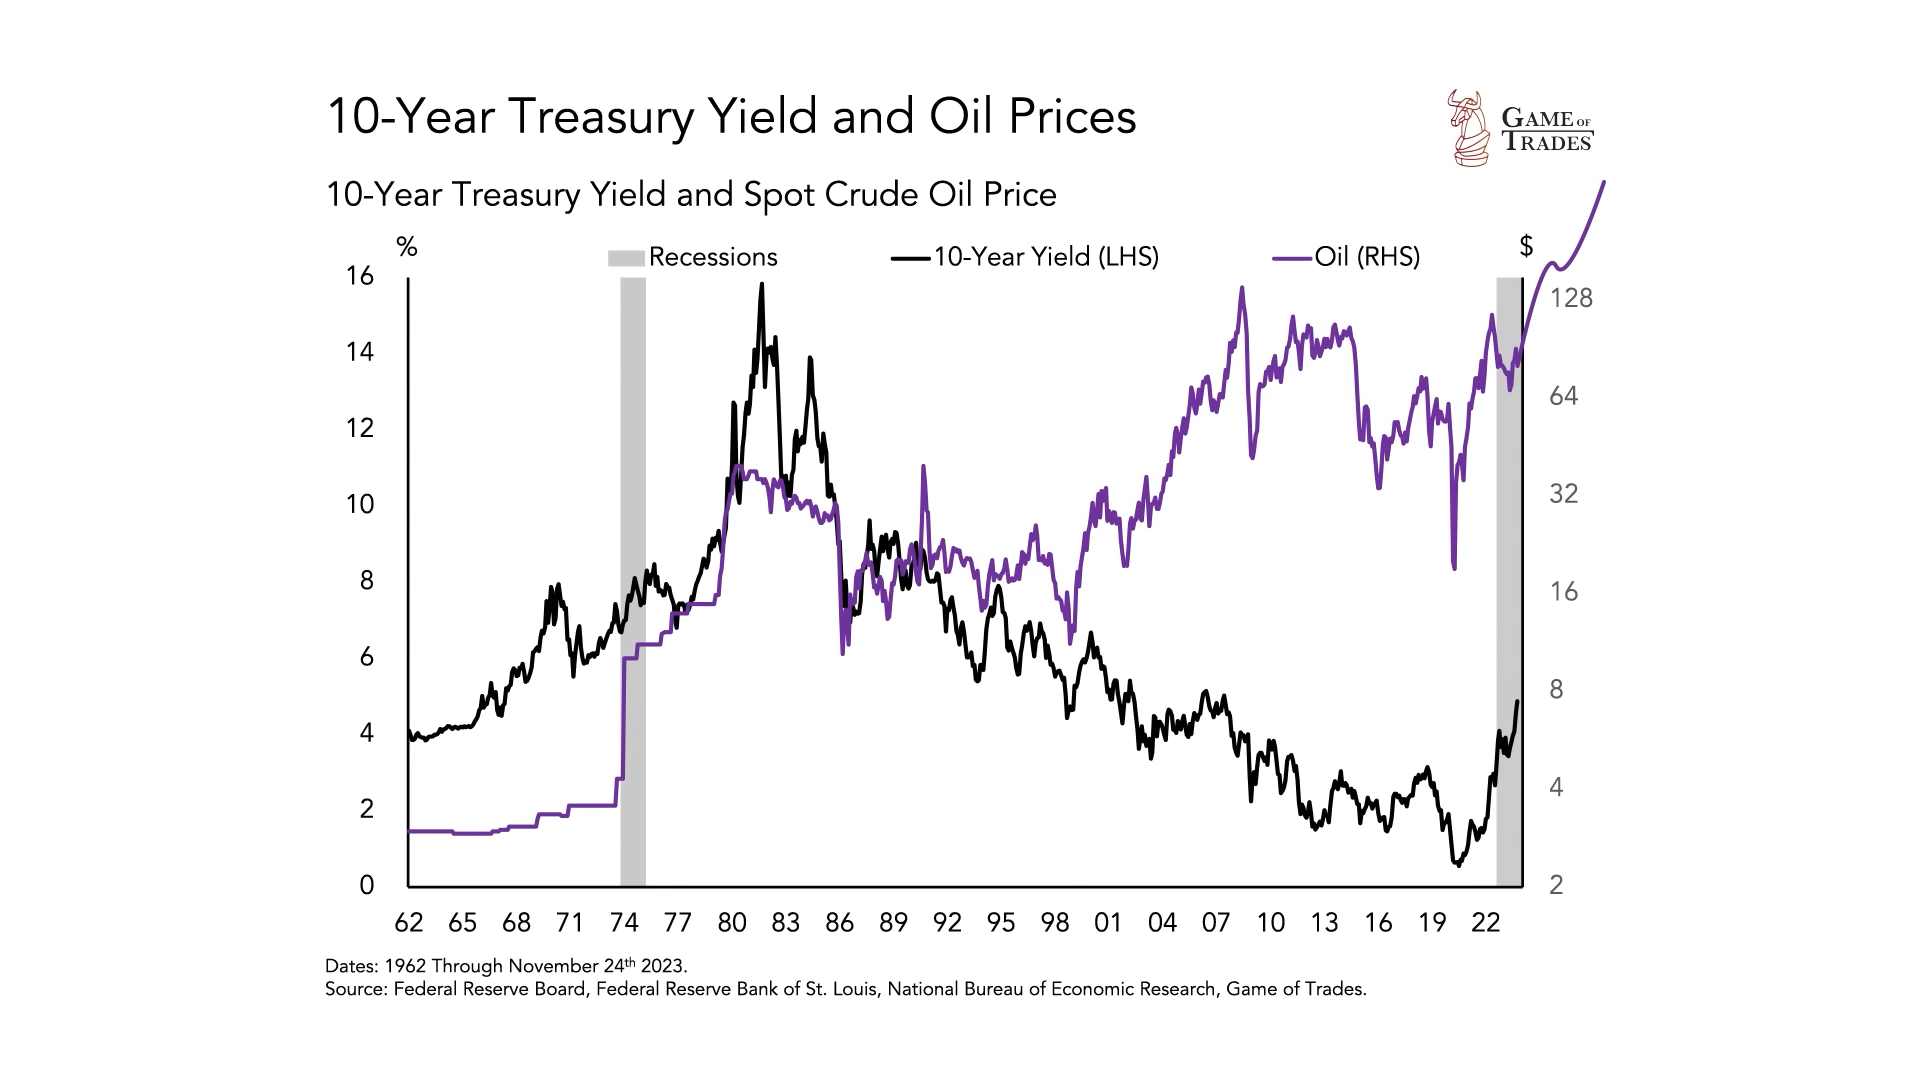 10-Year Treasury Yield and Oil Prices
GAME OF
TRADES
10-Year Treasury Yield and Spot Crude Oil Price
% Recessions 10-Year Yield (LHS) Oil (RHS) $
16
14
12
10
8
6
4
2
0
128
64
32
16
8
4
2
62 65 68 71 74 77 80 83 86 89 92 95 98 01 04 07 10 13 16 19 22
Dates: 1962 Through November 24th 2023.
Source: Federal Reserve Board, Federal Reserve Bank of St. Louis, National Bureau of Economic Research, Game of Trades.